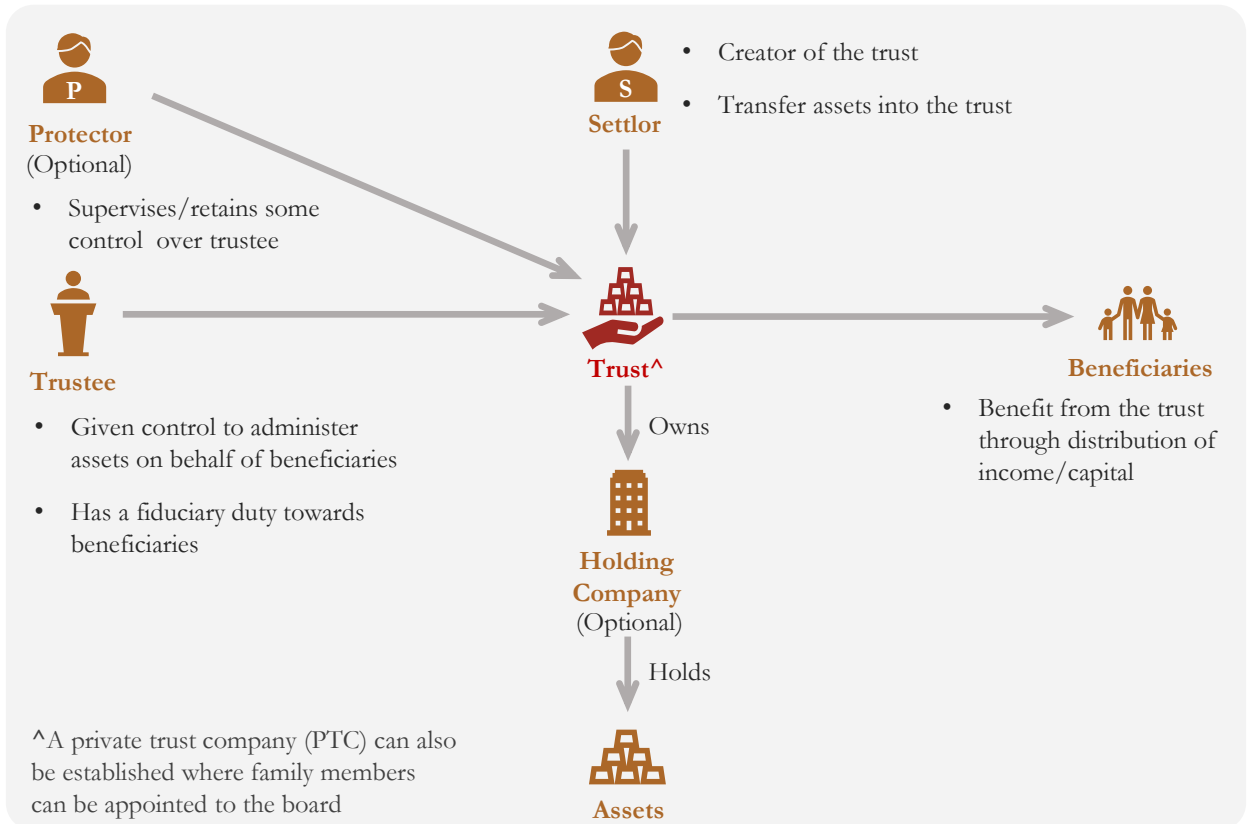 P
Protector
(Optional)
• Supervises/retains some
control over trustee
S
Settlor
• Creator of the trust
• Transfer assets into the trust
Trustee
• Given control to administer
assets on behalf of beneficiaries
• Has a fiduciary duty towards
beneficiaries
Trust^
Beneficiaries
• Benefit from the trust
through distribution of
income/capital
Owns
Holding
Company
(Optional)
Holds
Assets
^A private trust company (PTC) can also
be established where family members
can be appointed to the board